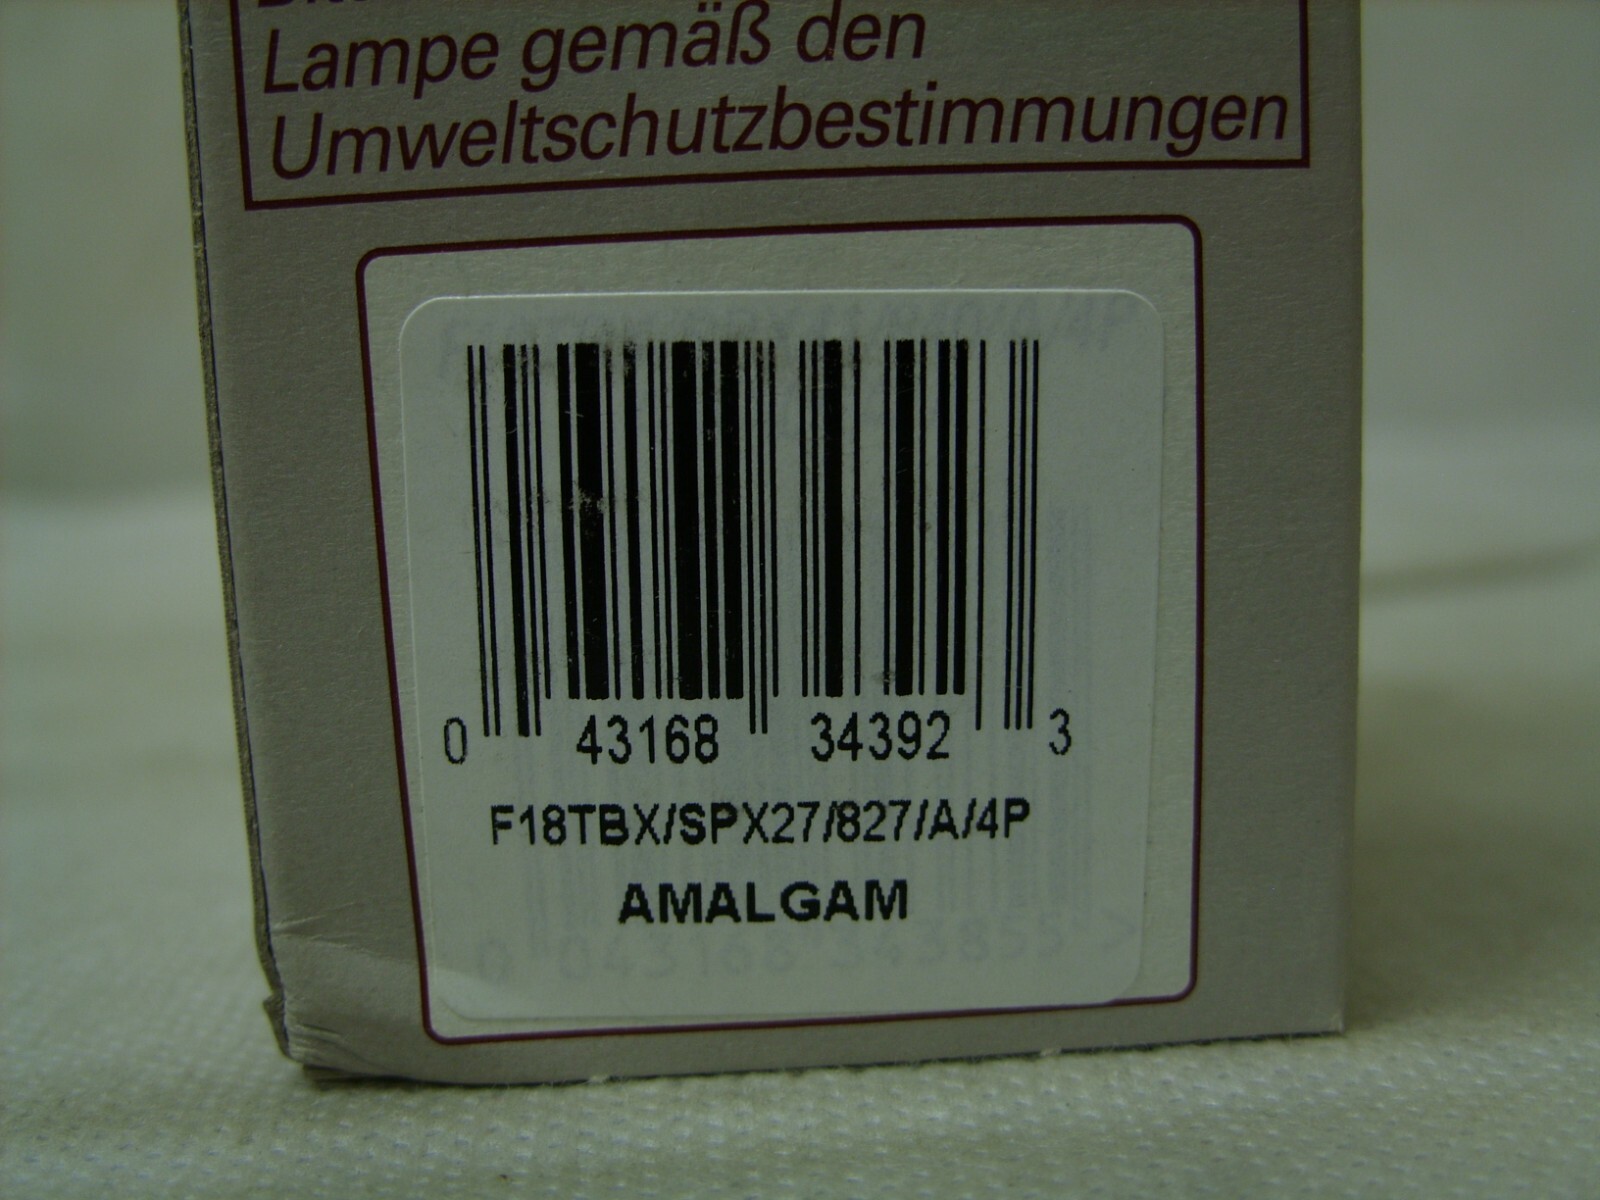 Lampe gemäß den
Umweltschutzbestimmungen
0 43168 34392 3
F18TBX/SPX27/827/A/4P
AMALGAM